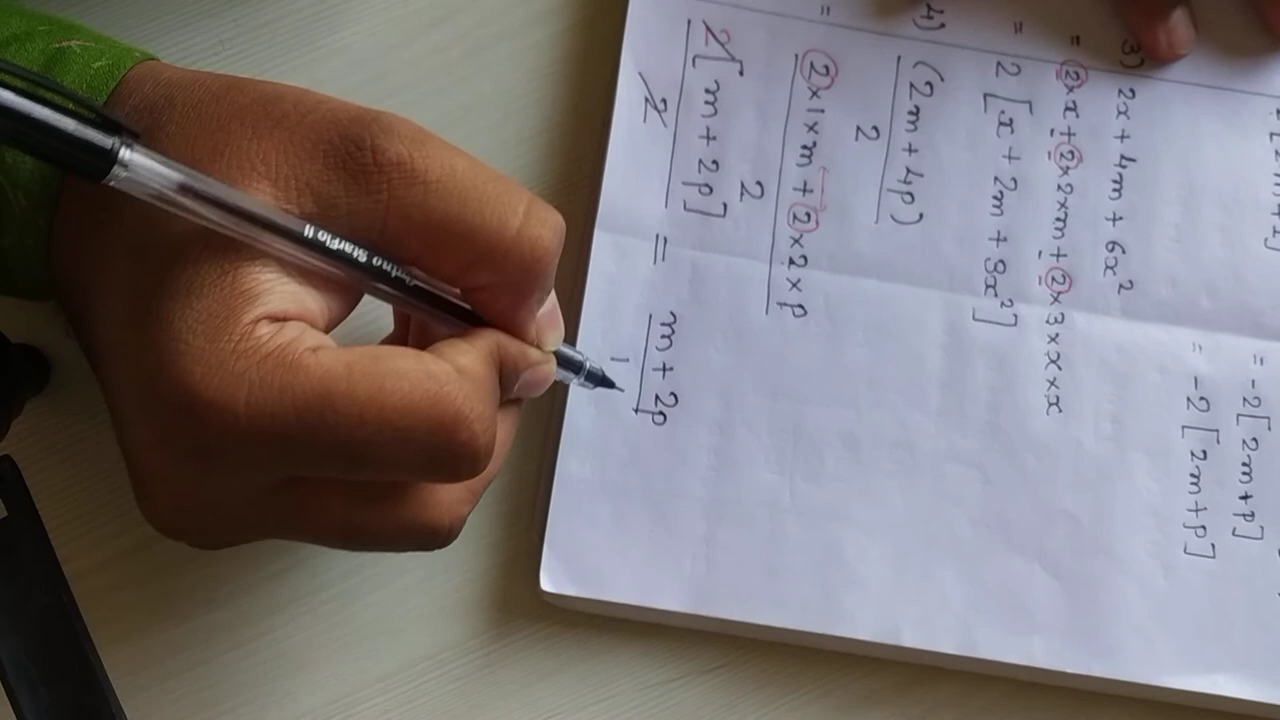 = -2[2m+p]
= -2[2m+p]
3) 2x + 4m + 6x²
= 2×x + 2×2×m + 2×3×x×x
= 2 [x + 2m + 3x²]
4) (2m + 4p)
2
= 2×1×m + 2×2×p
2
2[m + 2p] = m + 2p
2 1
StarFlo II